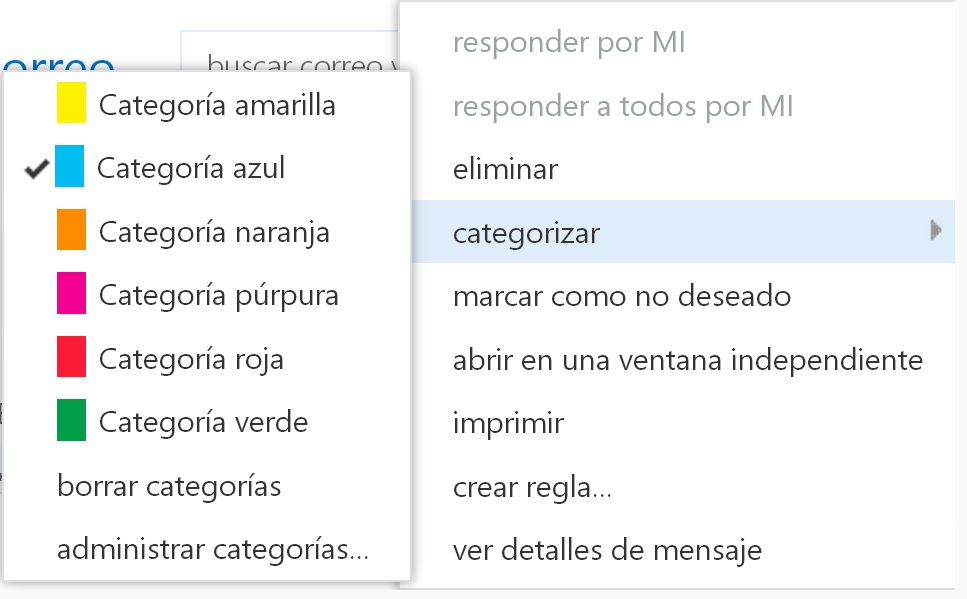 buscar correo
Categoría amarilla
Categoría azul
Categoría naranja
Categoría púrpura
Categoría roja
Categoría verde
borrar categorías
administrar categorías...
responder por MI
responder a todos por MI
eliminar
categorizar
marcar como no deseado
abrir en una ventana independiente
imprimir
crear regla...
ver detalles de mensaje